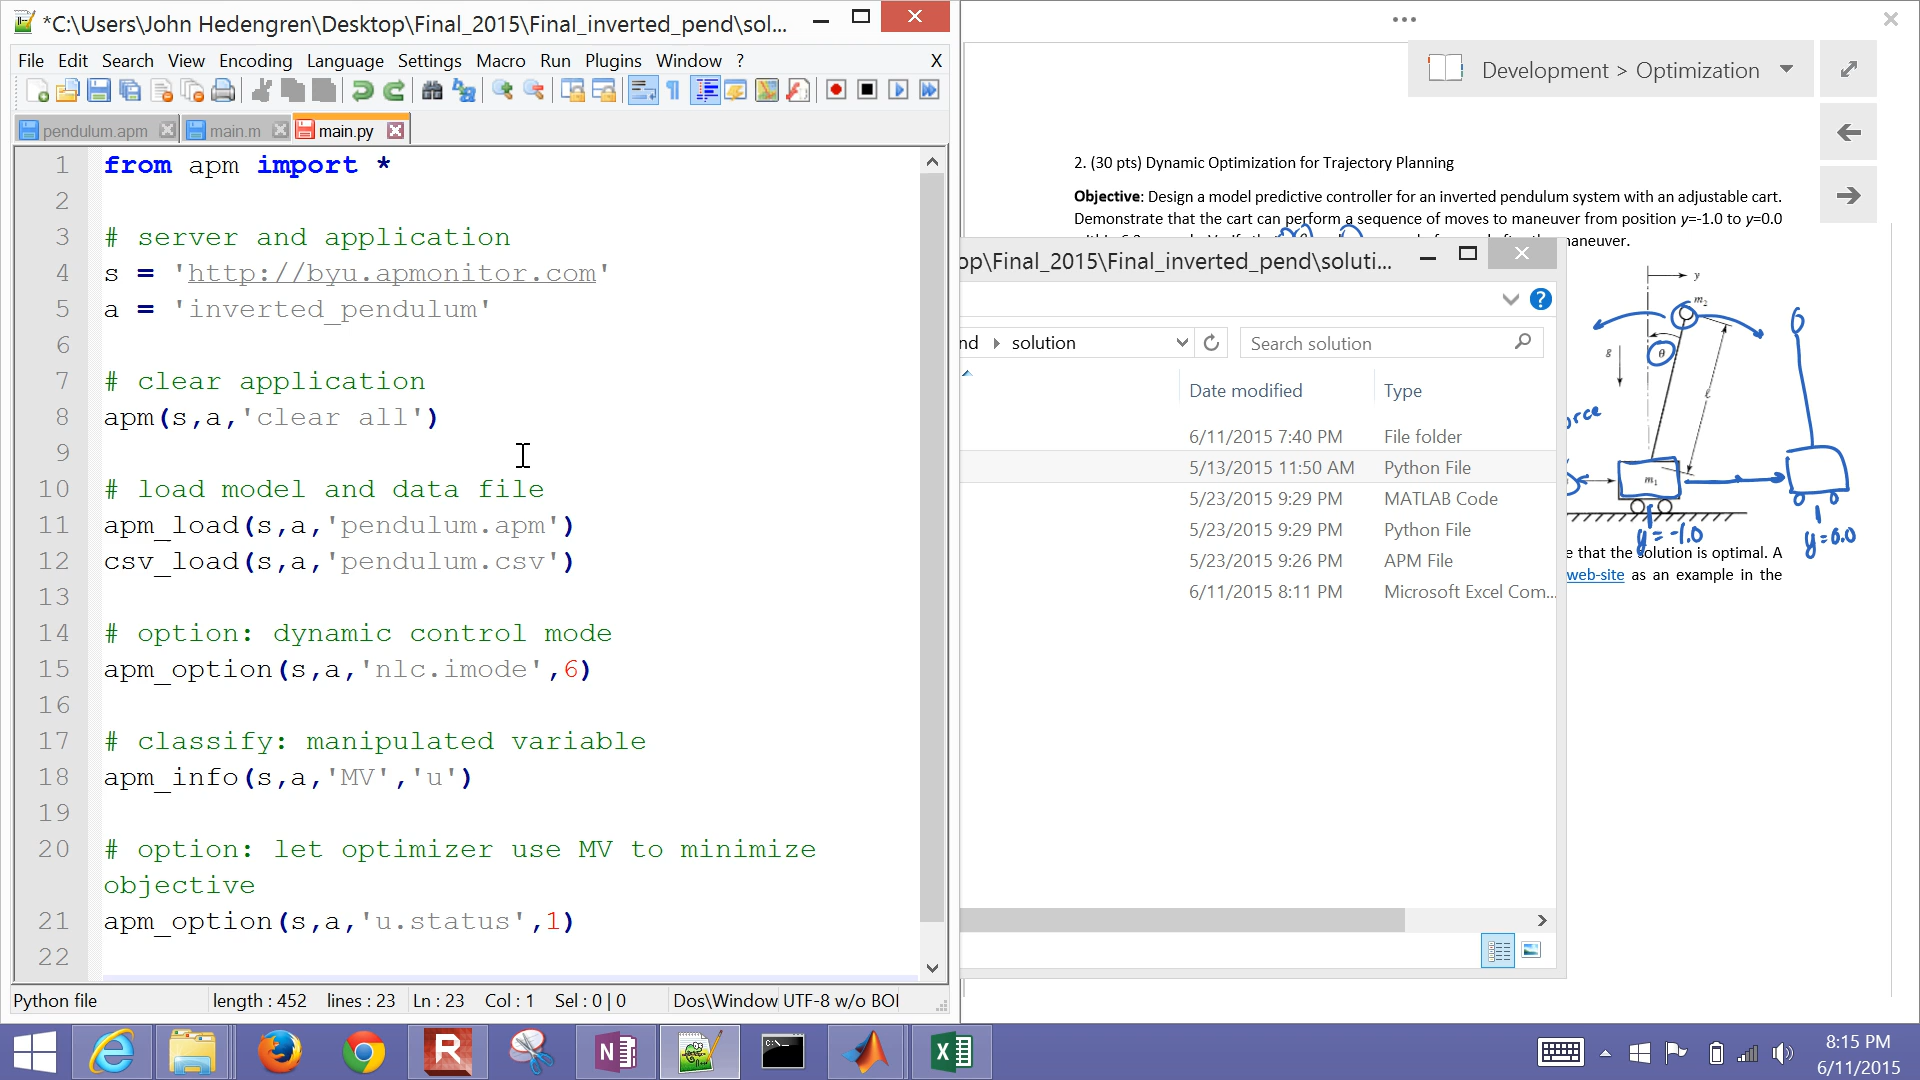 *C:\Users\John Hedengren\Desktop\Final_2015\Final_inverted_pend\sol...
File Edit Search View Encoding Language Settings Macro Run Plugins Window ? X
pendulum.apm main.m main.py
1 from apm import *
2
3 # server and application
4 s = 'http://byu.apmonitor.com'
5 a = 'inverted_pendulum'
6
7 # clear application
8 apm(s,a,'clear all')
9
10 # load model and data file
11 apm_load(s,a,'pendulum.apm')
12 csv_load(s,a,'pendulum.csv')
13
14 # option: dynamic control mode
15 apm_option(s,a,'nlc.imode',6)
16
17 # classify: manipulated variable
18 apm_info(s,a,'MV','u')
19
20 # option: let optimizer use MV to minimize
objective
21 apm_option(s,a,'u.status',1)
22
Python file length : 452 lines : 23 Ln : 23 Col : 1 Sel : 0 | 0 Dos\Window UTF-8 w/o BOI
Development > Optimization
2. (30 pts) Dynamic Optimization for Trajectory Planning
Objective: Design a model predictive controller for an inverted pendulum system with an adjustable cart.
Demonstrate that the cart can perform a sequence of moves to maneuver from position y=-1.0 to y=0.0
naneuver.
op\Final_2015\Final_inverted_pend\soluti...
nd solution
Search solution
Date modified Type
6/11/2015 7:40 PM File folder
5/13/2015 11:50 AM Python File
5/23/2015 9:29 PM MATLAB Code
5/23/2015 9:29 PM Python File
5/23/2015 9:26 PM APM File
6/11/2015 8:11 PM Microsoft Excel Com...
y
m2
g
θ
ℓ
orce
m1
y = -1.0
y = 0.0
e that the solution is optimal. A
web-site as an example in the
8:15 PM
6/11/2015